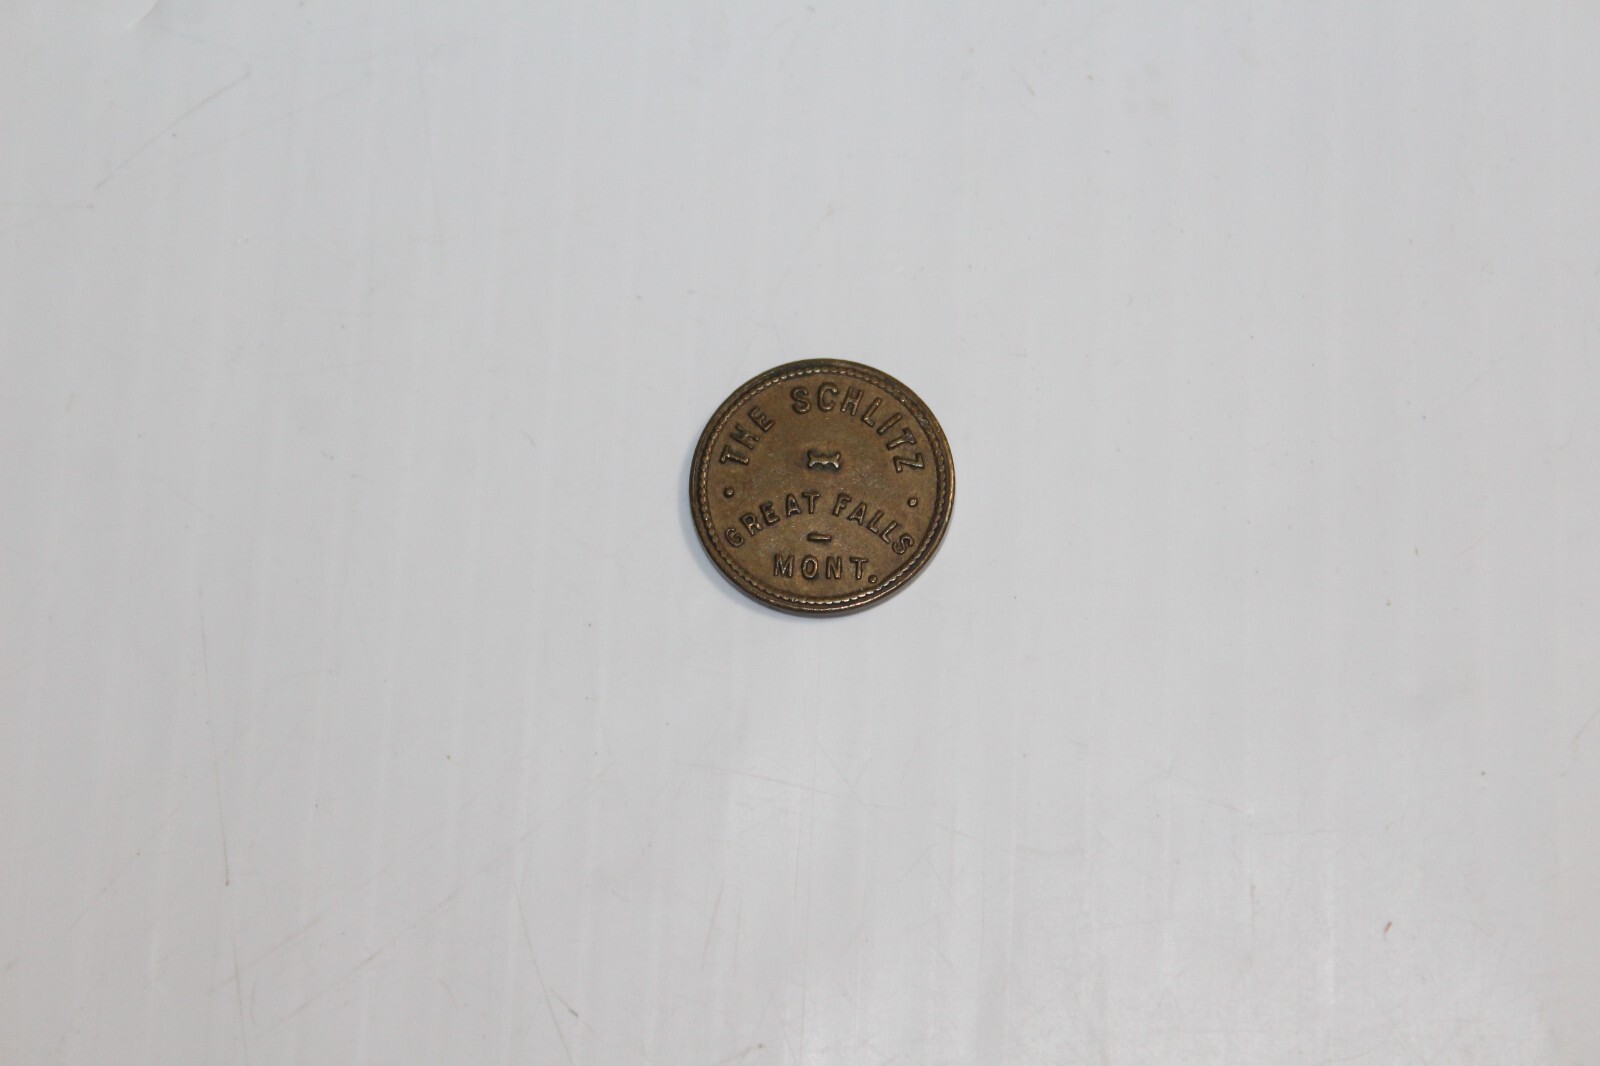 THE SCHLITZ
GREAT FALLS
MONT.